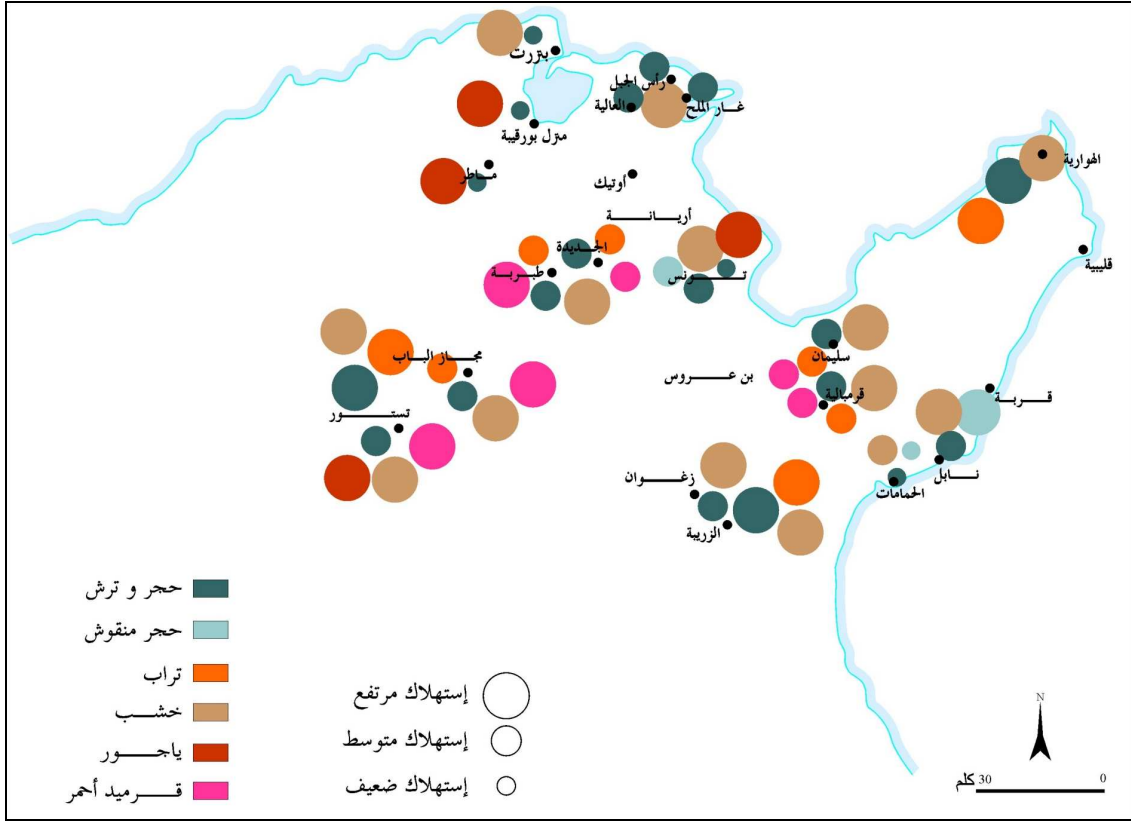 بنزرت
رأس الجبل
غار الملح
العالية
منزل بورقيبة
ماطر
أوتيك
الهوارية
قليبية
أريانة
الجديدة
طبربة
تونس
سليمان
بن عروس
قرمبالية
قربة
مجاز الباب
تستور
نابل
الحمامات
زغوان
الزريبة
حجر و ترش
حجر منقوش
تراب
خشب
ياجور
قرميد أحمر
إستهلاك مرتفع
إستهلاك متوسط
إستهلاك ضعيف
N
0 30 كلم